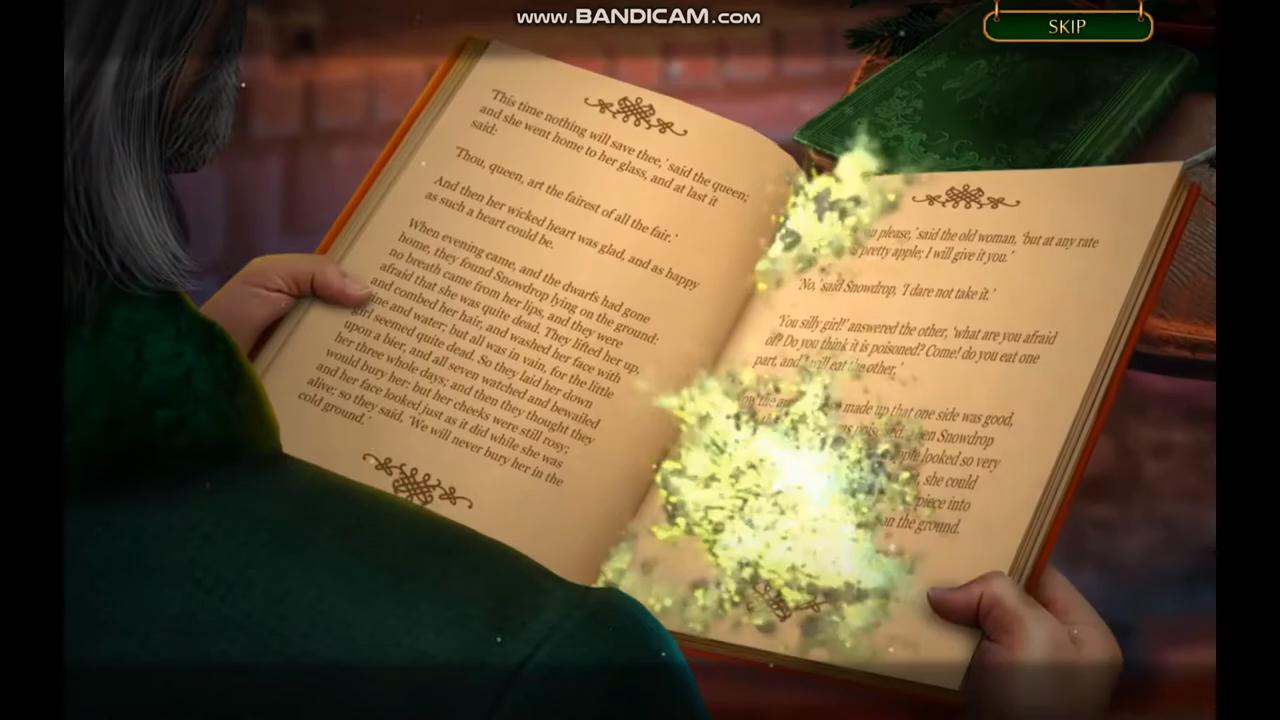 www.BANDICAM.com
SKIP
'This time nothing will save thee,' said the queen;
and she went home to her glass, and at last it
said:
'Thou, queen, art the fairest of all the fair.'
And then her wicked heart was glad, and as happy
as such a heart could be.
When evening came, and the dwarfs had gone
home, they found Snowdrop lying on the ground:
no breath came from her lips, and they were
afraid that she was quite dead. They lifted her up,
and combed her hair, and washed her face with
wine and water; but all was in vain, for the little
girl seemed quite dead. So they laid her down
upon a bier, and all seven watched and bewailed
her three whole days; and then they thought they
would bury her: but her cheeks were still rosy;
and her face looked just as it did while she was
alive; so they said, 'We will never bury her in the
cold ground.'
please,' said the old woman, 'but at any rate
pretty apple; I will give it you.'
'No,' said Snowdrop, 'I dare not take it.'
'You silly girl!' answered the other, 'what are you afraid
of? Do you think it is poisoned? Come! do you eat one
part, and I will eat the other.'
made up that one side was good,
Snowdrop
looked so very
, she could
piece into
the ground.